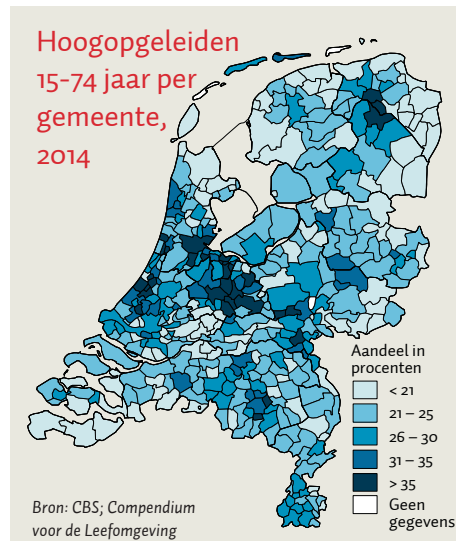 Hoogopgeleiden
15-74 jaar per
gemeente,
2014
Aandeel in
procenten
< 21
21 – 25
26 – 30
31 – 35
> 35
Geen
gegevens
Bron: CBS; Compendium
voor de Leefomgeving